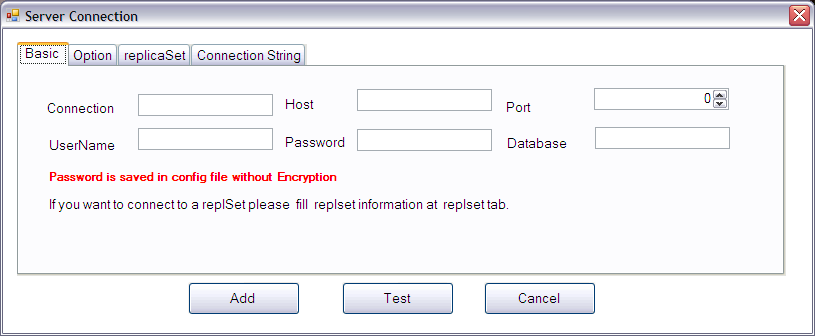 Server Connection
Basic Option replicaSet Connection String
Connection Host Port 0
UserName Password Database
Password is saved in config file without Encryption
If you want to connect to a replSet please fill replset information at replset tab.
Add Test Cancel